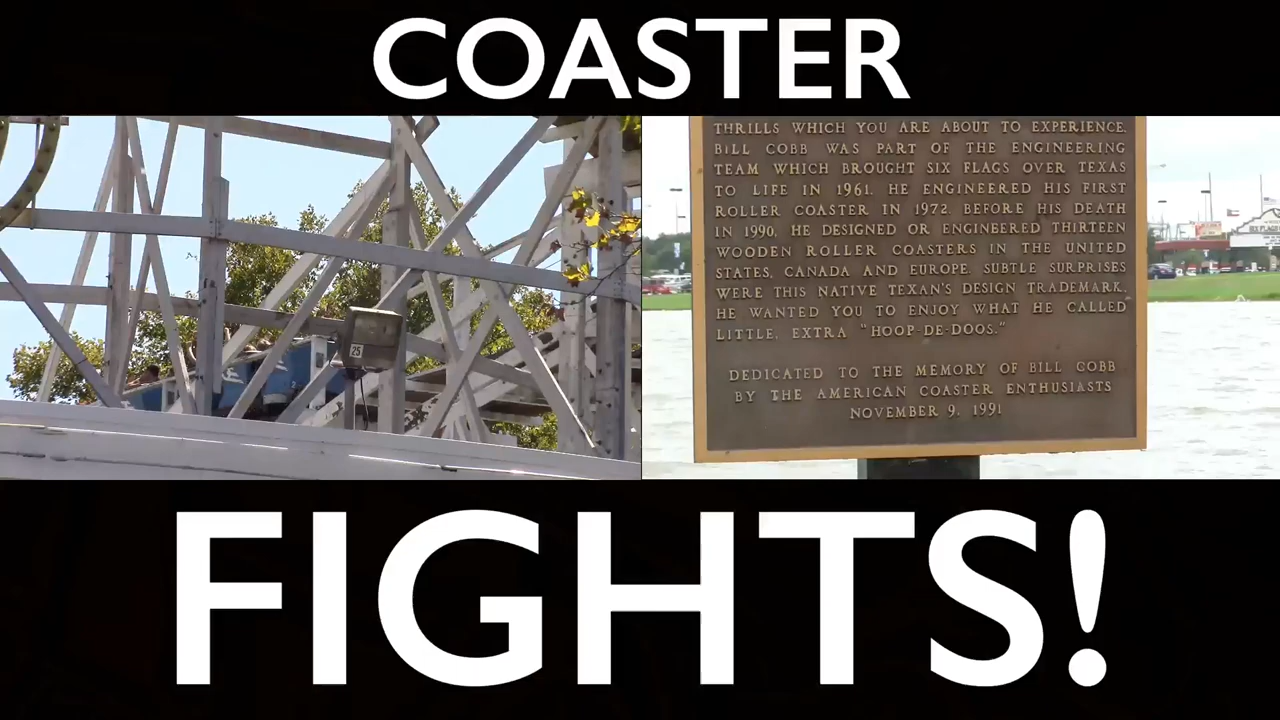 COASTER
THRILLS WHICH YOU ARE ABOUT TO EXPERIENCE.
BILL COBB WAS PART OF THE ENGINEERING
TEAM WHICH BROUGHT SIX FLAGS OVER TEXAS
TO LIFE IN 1961. HE ENGINEERED HIS FIRST
ROLLER COASTER IN 1972. BEFORE HIS DEATH
IN 1990, HE DESIGNED OR ENGINEERED THIRTEEN
WOODEN ROLLER COASTERS IN THE UNITED
STATES, CANADA AND EUROPE. SUBTLE SURPRISES
WERE THIS NATIVE TEXAN'S DESIGN TRADEMARK.
HE WANTED YOU TO ENJOY WHAT HE CALLED
LITTLE, EXTRA "HOOP-DE-DOOS."
DEDICATED TO THE MEMORY OF BILL COBB
BY THE AMERICAN COASTER ENTHUSIASTS
NOVEMBER 9, 1991
25
FIGHTS!